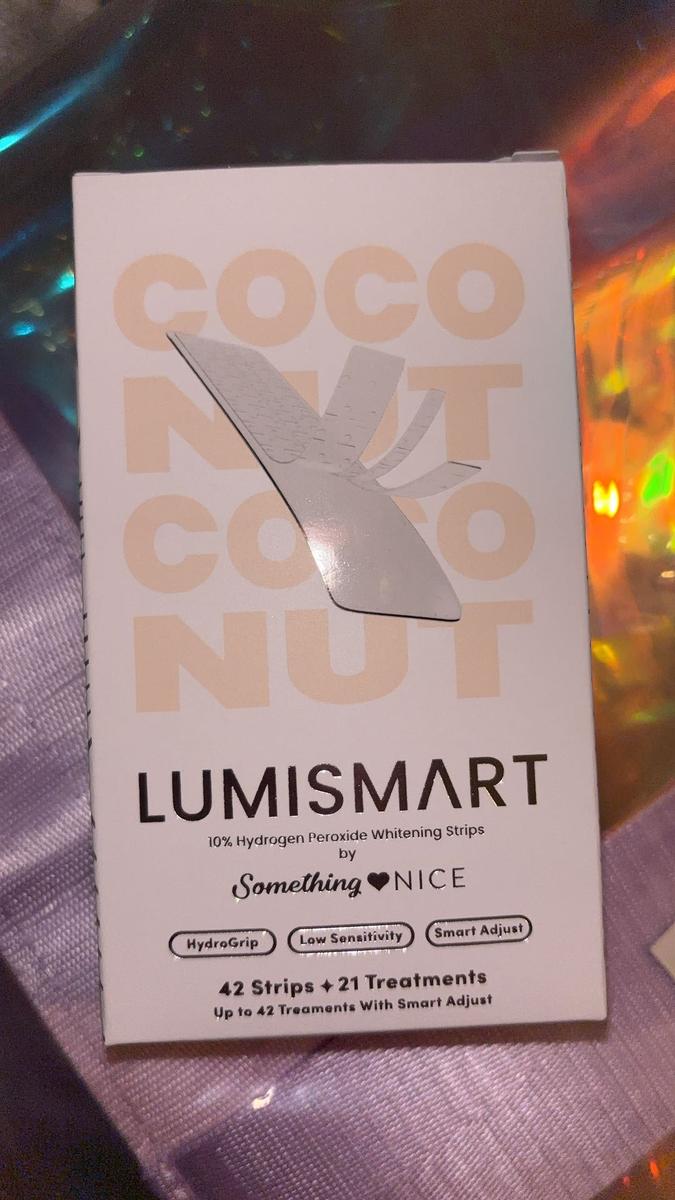 COCO
NUT
COCO
NUT
LUMISMART
10% Hydrogen Peroxide Whitening Strips
by
Something NICE
HydroGrip Low Sensitivity Smart Adjust
42 Strips 21 Treatments
Up to 42 Treaments With Smart Adjust